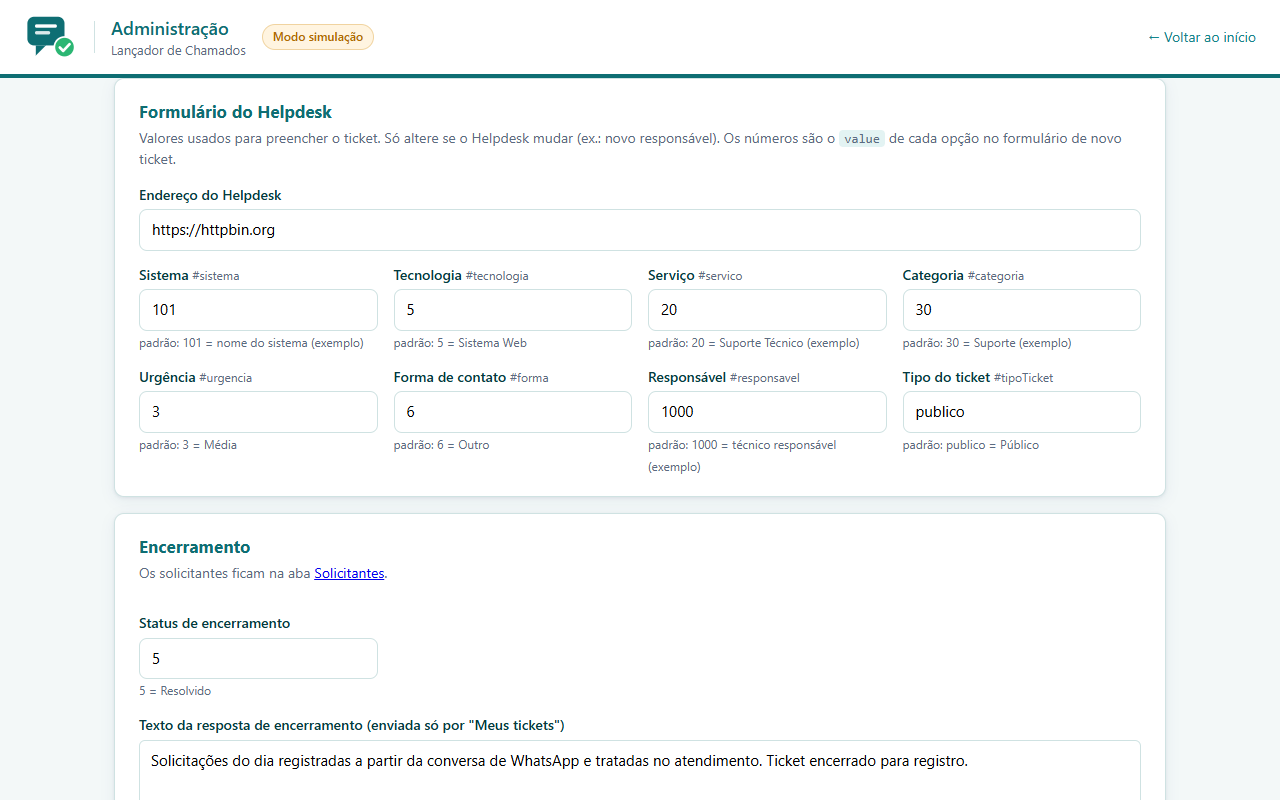 Administração
Lançador de Chamados
Modo simulação
← Voltar ao início
Formulário do Helpdesk
Valores usados para preencher o ticket. Só altere se o Helpdesk mudar (ex.: novo responsável). Os números são o value de cada opção no formulário de novo
ticket.
Endereço do Helpdesk
https://httpbin.org
Sistema #sistema
Tecnologia #tecnologia
Serviço #servico
Categoria #categoria
101
5
20
30
padrão: 101 = nome do sistema (exemplo)
padrão: 5 = Sistema Web
padrão: 20 = Suporte Técnico (exemplo)
padrão: 30 = Suporte (exemplo)
Urgência #urgencia
Forma de contato #forma
Responsável #responsavel
Tipo do ticket #tipoTicket
3
6
1000
publico
padrão: 3 = Média
padrão: 6 = Outro
padrão: 1000 = técnico responsável
(exemplo)
padrão: publico = Público
Encerramento
Os solicitantes ficam na aba Solicitantes.
Status de encerramento
5
5 = Resolvido
Texto da resposta de encerramento (enviada só por "Meus tickets")
Solicitações do dia registradas a partir da conversa de WhatsApp e tratadas no atendimento. Ticket encerrado para registro.